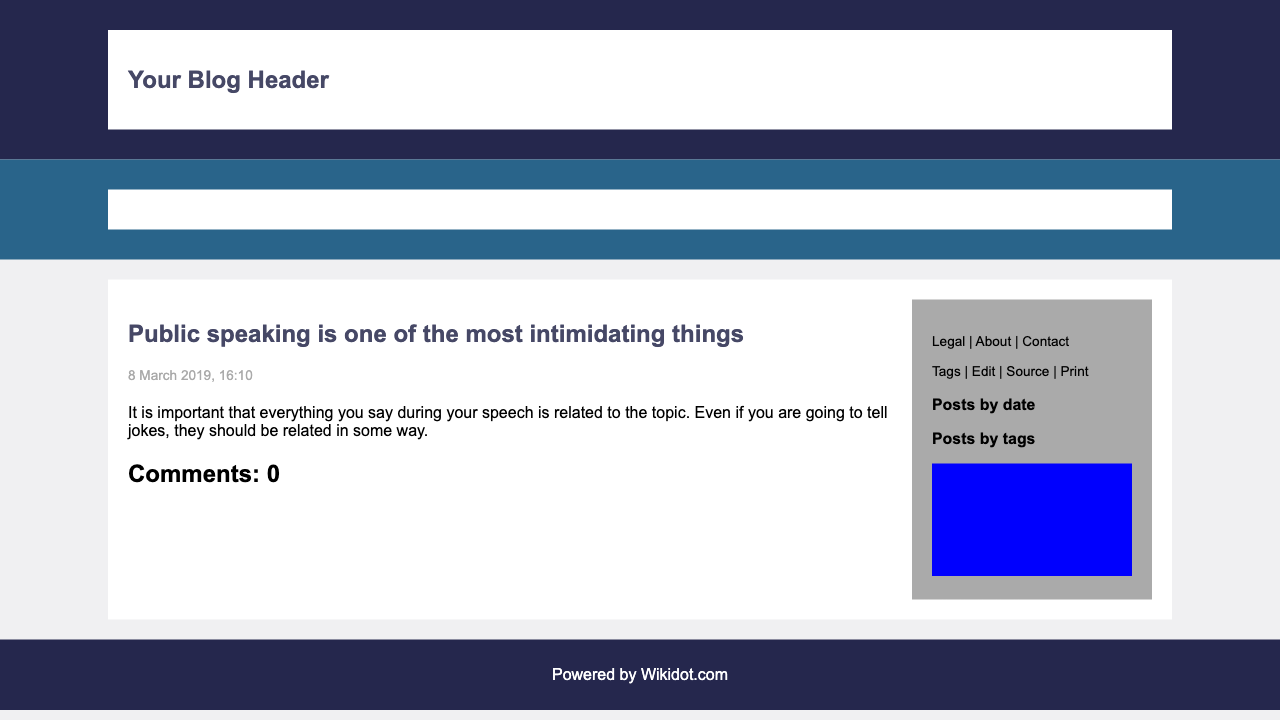 Your Blog Header
Public speaking is one of the most intimidating things
8 March 2019, 16:10
It is important that everything you say during your speech is related to the topic. Even if you are going to tell
jokes, they should be related in some way.
Comments: 0
Legal | About | Contact
Tags | Edit | Source | Print
Posts by date
Posts by tags
Powered by Wikidot.com